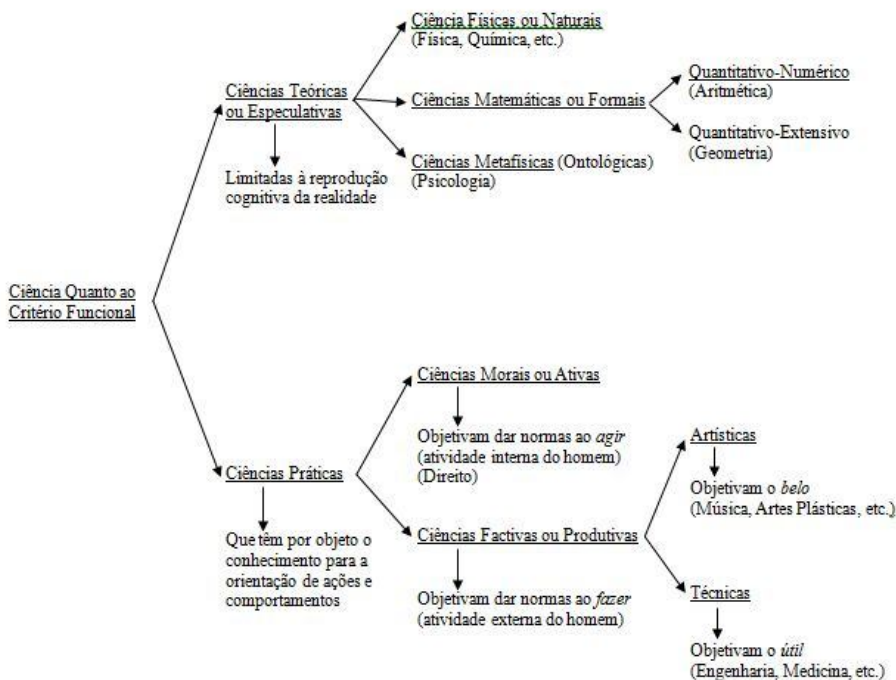 Ciência Físicas ou Naturais
(Física, Química, etc.)
Ciências Teóricas
ou Especulativas
Limitadas à reprodução
cognitiva da realidade
Ciências Matemáticas ou Formais
Quantitativo-Numérico
(Aritmética)
Quantitativo-Extensivo
(Geometria)
Ciências Metafísicas (Ontológicas)
(Psicologia)
Ciência Quanto ao
Critério Funcional
Ciências Práticas
Que têm por objeto o
conhecimento para a
orientação de ações e
comportamentos
Ciências Morais ou Ativas
Objetivam dar normas ao agir
(atividade interna do homem)
(Direito)
Ciências Factivas ou Produtivas
Objetivam dar normas ao fazer
(atividade externa do homem)
Artísticas
Objetivam o belo
(Música, Artes Plásticas, etc.)
Técnicas
Objetivam o útil
(Engenharia, Medicina, etc.)